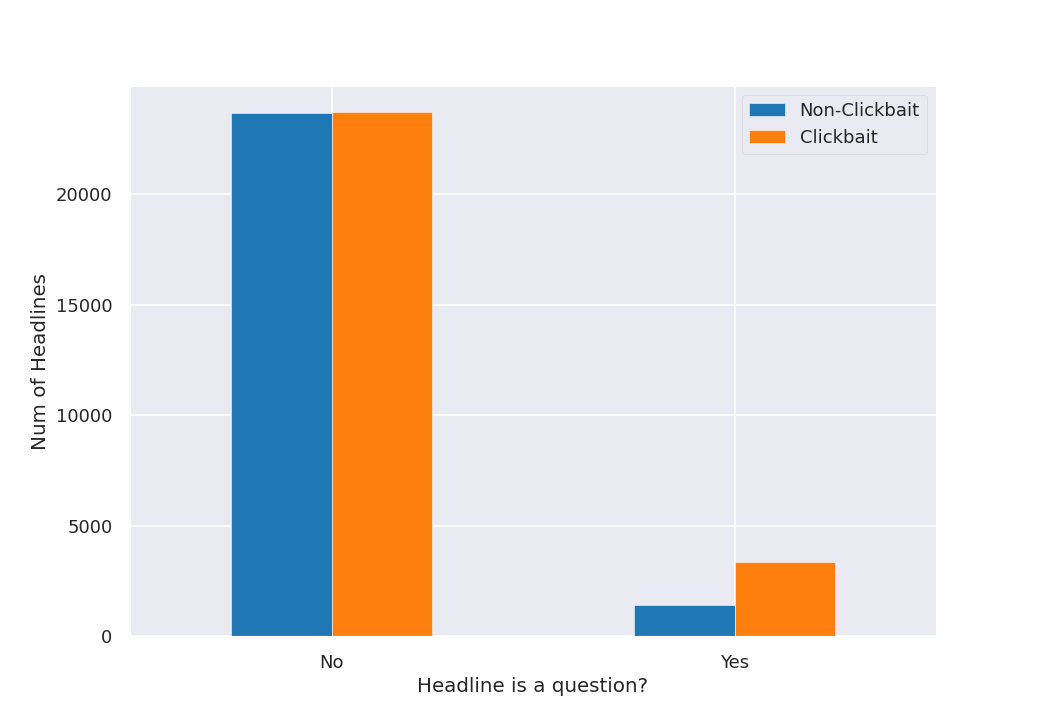 Non-Clickbait
Clickbait
20000
15000
10000
5000
0
Num of Headlines
No
Yes
Headline is a question?